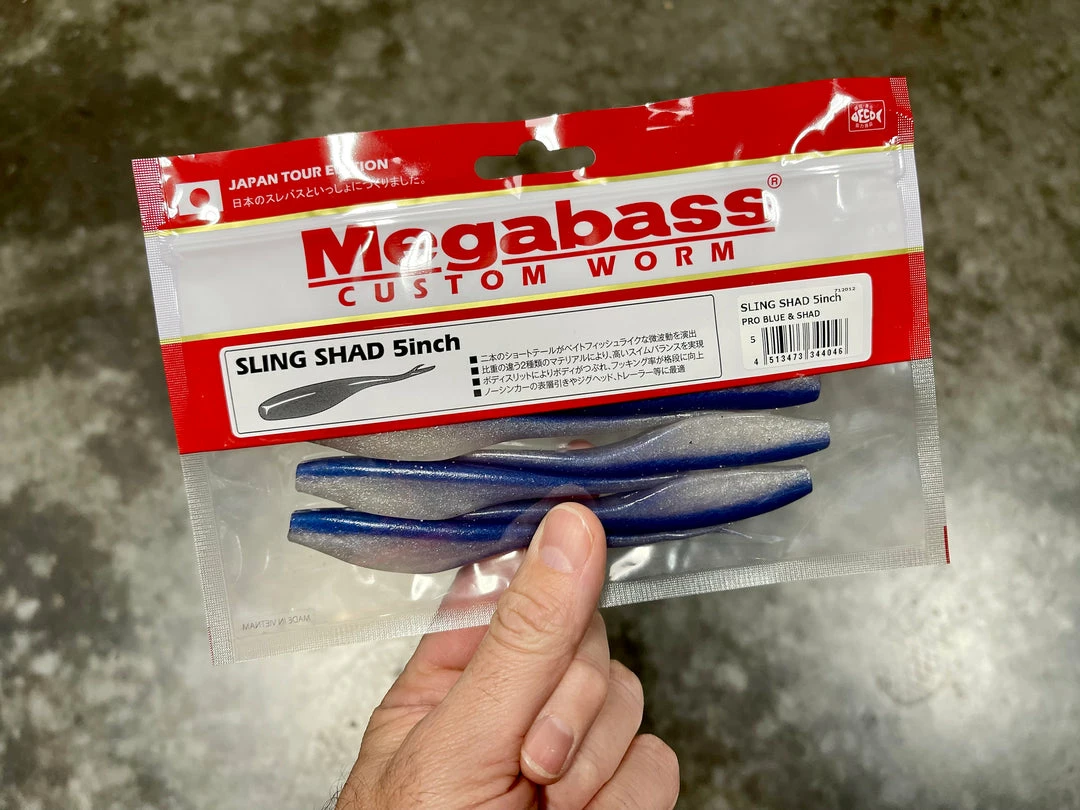 JAPAN TOUR EDITION
日本のスレバスといっしょにつくりました。
ECO
Megabass®
CUSTOM WORM
SLING SHAD 5inch
■ 二本のショートテールがベイトフィッシュライクな微波動を演出
■ 比重の違う2種類のマテリアルにより、高いスイムバランスを実現
■ ボディスリットによりボディがつぶれ、フッキング率が格段に向上
■ ノーシンカーの表層引きやジグヘッド、トレーラー等に最適
SLING SHAD 5inch
PRO BLUE & SHAD
5
4 513473 344046
MADE IN VIETNAM